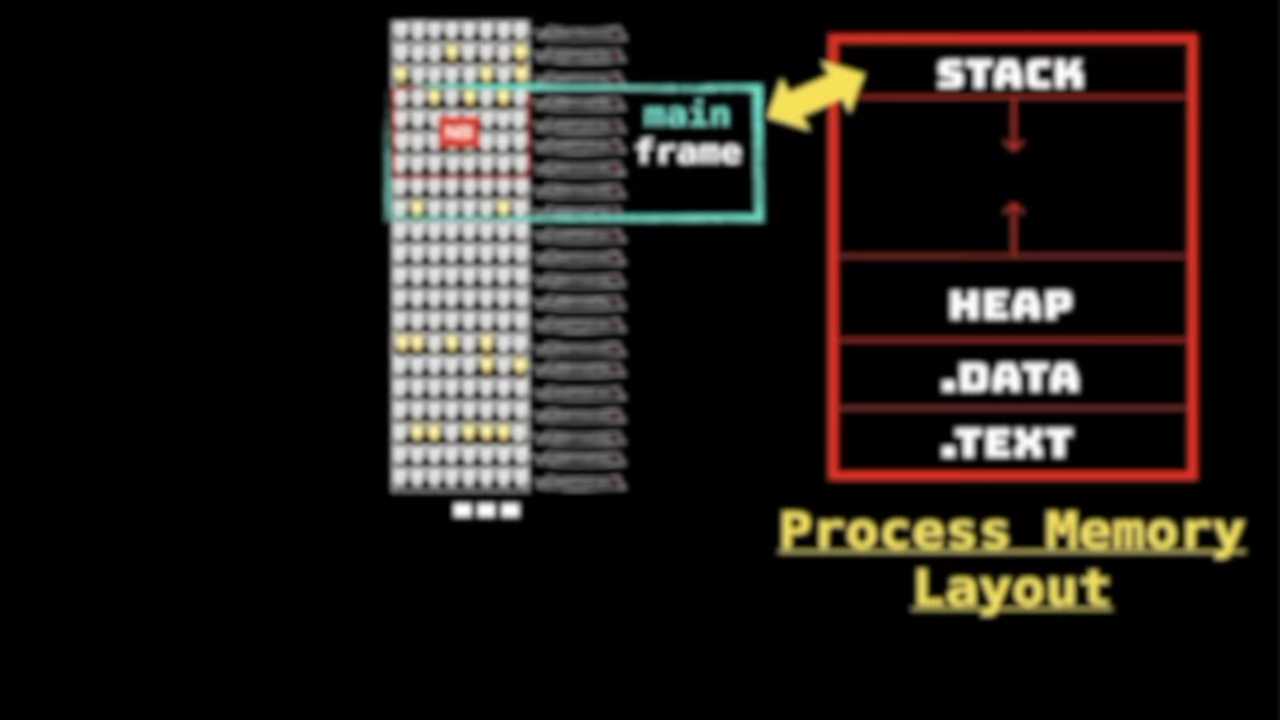 main
frame
STACK
HEAP
.DATA
.TEXT
Process Memory
Layout